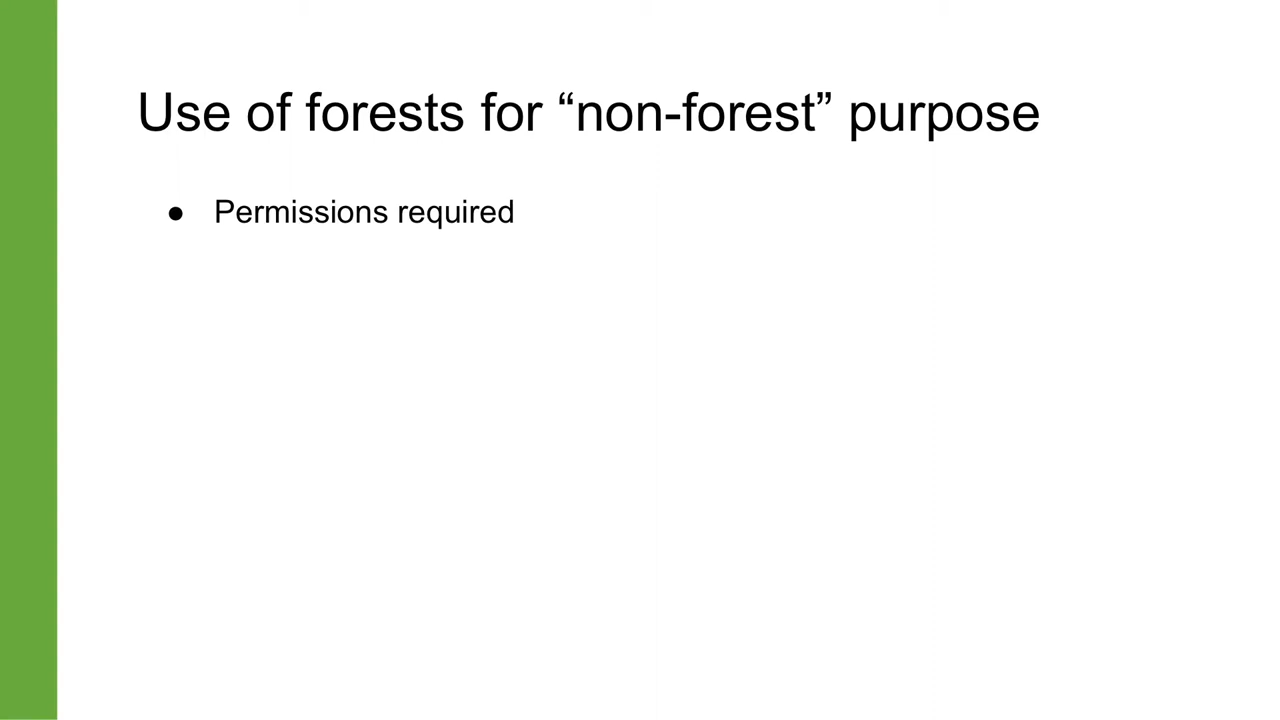 Use of forests for “non-forest” purpose
● Permissions required